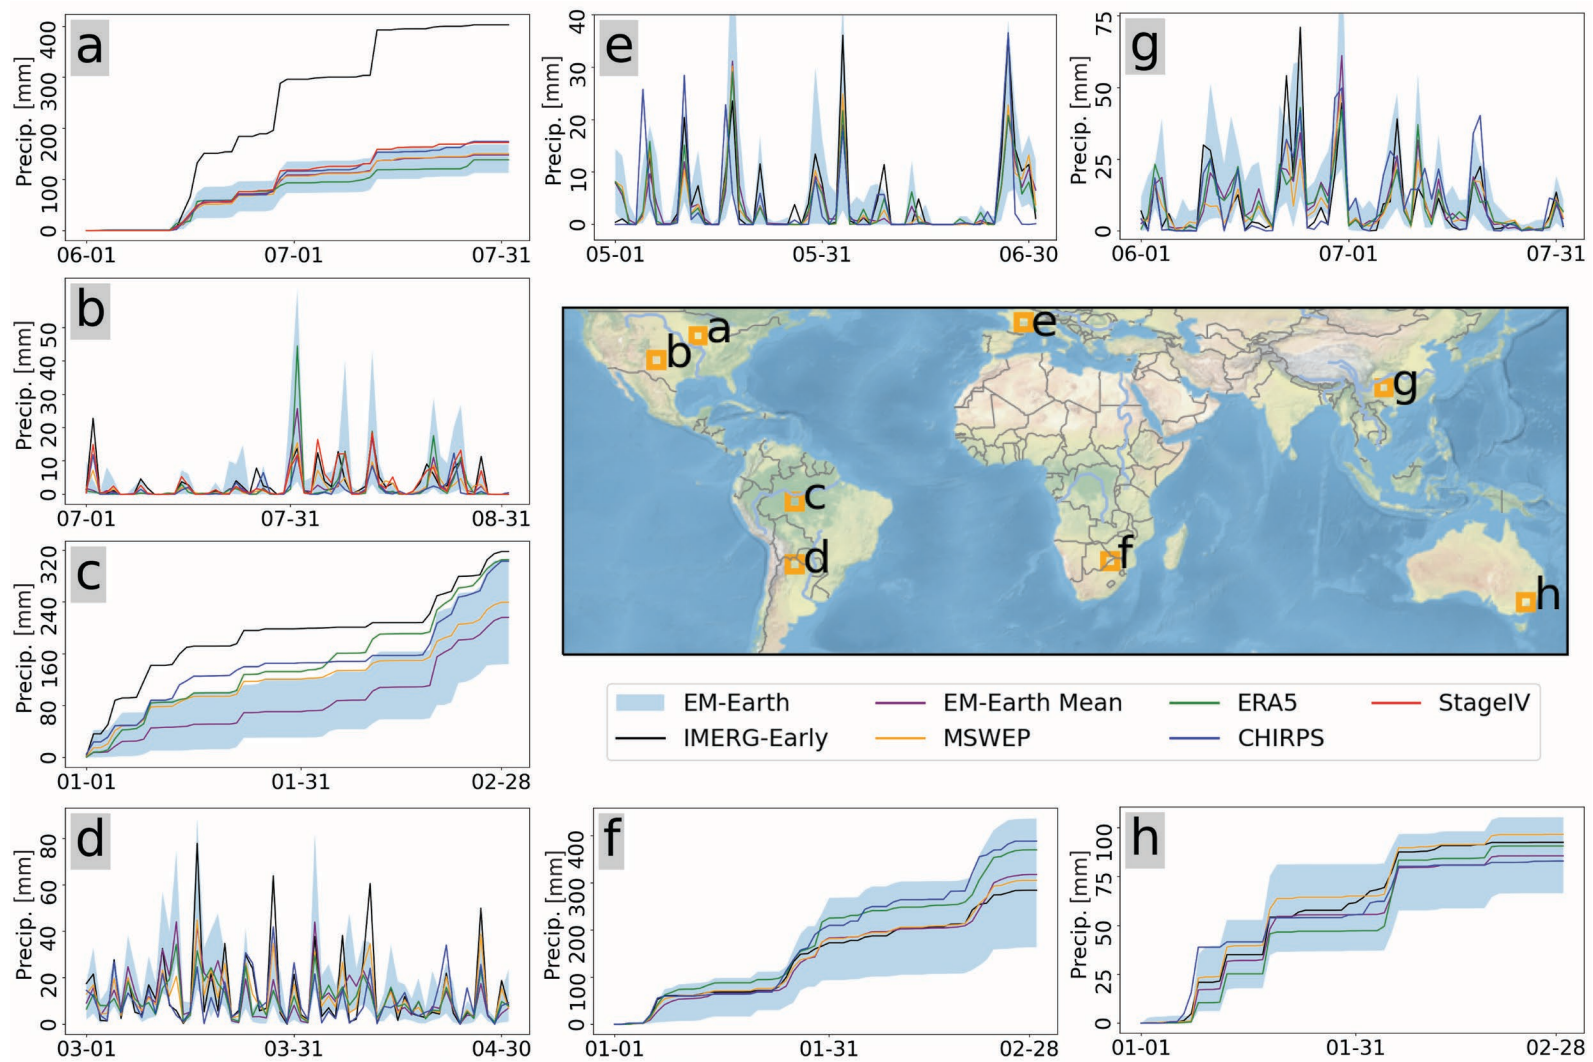 a
Precip. [mm]
400
300
200
100
0
06-01
07-01
07-31
e
Precip. [mm]
40
30
20
10
0
05-01
05-31
06-30
g
Precip. [mm]
75
50
25
0
06-01
07-01
07-31
b
Precip. [mm]
50
40
30
20
10
0
07-01
07-31
08-31
a
b
c
d
e
f
g
h
c
Precip. [mm]
320
240
160
80
0
01-01
01-31
02-28
EM-Earth
EM-Earth Mean
ERA5
StageIV
IMERG-Early
MSWEP
CHIRPS
d
Precip. [mm]
80
60
40
20
0
03-01
03-31
04-30
f
Precip. [mm]
400
300
200
100
0
01-01
01-31
02-28
h
Precip. [mm]
100
75
50
25
0
01-01
01-31
02-28